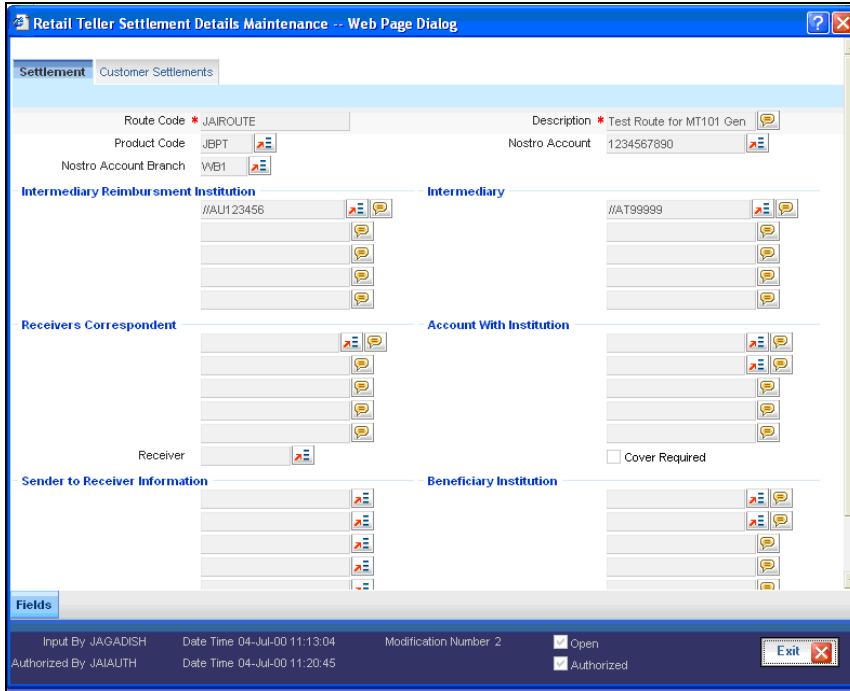 Retail Teller Settlement Details Maintenance -- Web Page Dialog
Settlement Customer Settlements
Route Code * JAIROUTE Description * Test Route for MT101 Gen
Product Code JBPT Nostro Account 1234567890
Nostro Account Branch WB1
Intermediary Reimbursment Institution Intermediary
//AU123456 //AT99999
Receivers Correspondent Account With Institution
Receiver Cover Required
Sender to Receiver Information Beneficiary Institution
Fields
Input By JAGADISH Date Time 04-Jul-00 11:13:04 Modification Number 2 Open
Authorized By JAIAUTH Date Time 04-Jul-00 11:20:45 Authorized
Exit